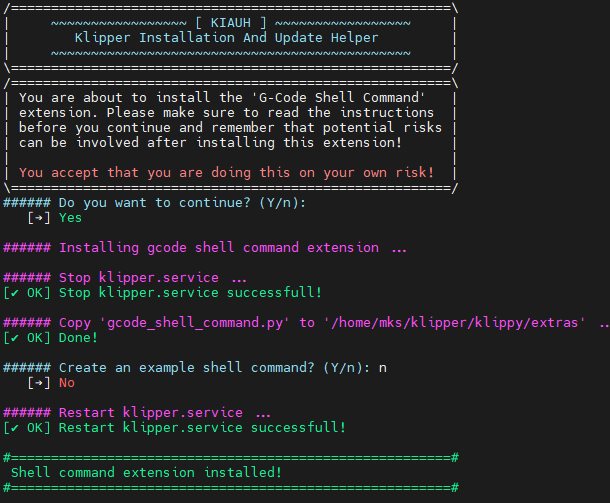 /=======================================================\
|     ~~~~~~~~~~~~~~~~~ [ KIAUH ] ~~~~~~~~~~~~~~~~~     |
|        Klipper Installation And Update Helper         |
|     ~~~~~~~~~~~~~~~~~~~~~~~~~~~~~~~~~~~~~~~~~~~~~     |
\=======================================================/
/=======================================================\
| You are about to install the 'G-Code Shell Command'   |
| extension. Please make sure to read the instructions  |
| before you continue and remember that potential risks |
| can be involved after installing this extension!      |
|                                                       |
| You accept that you are doing this on your own risk!  |
\=======================================================/
###### Do you want to continue? (Y/n):
   [➔] Yes

###### Installing gcode shell command extension ...

###### Stop klipper.service ...
[✔ OK] Stop klipper.service successfull!

###### Copy 'gcode_shell_command.py' to '/home/mks/klipper/klippy/extras' ..
[✔ OK] Done!

###### Create an example shell command? (Y/n): n
   [➔] No

###### Restart klipper.service ...
[✔ OK] Restart klipper.service successfull!

#=======================================================#
 Shell command extension installed!
#=======================================================#